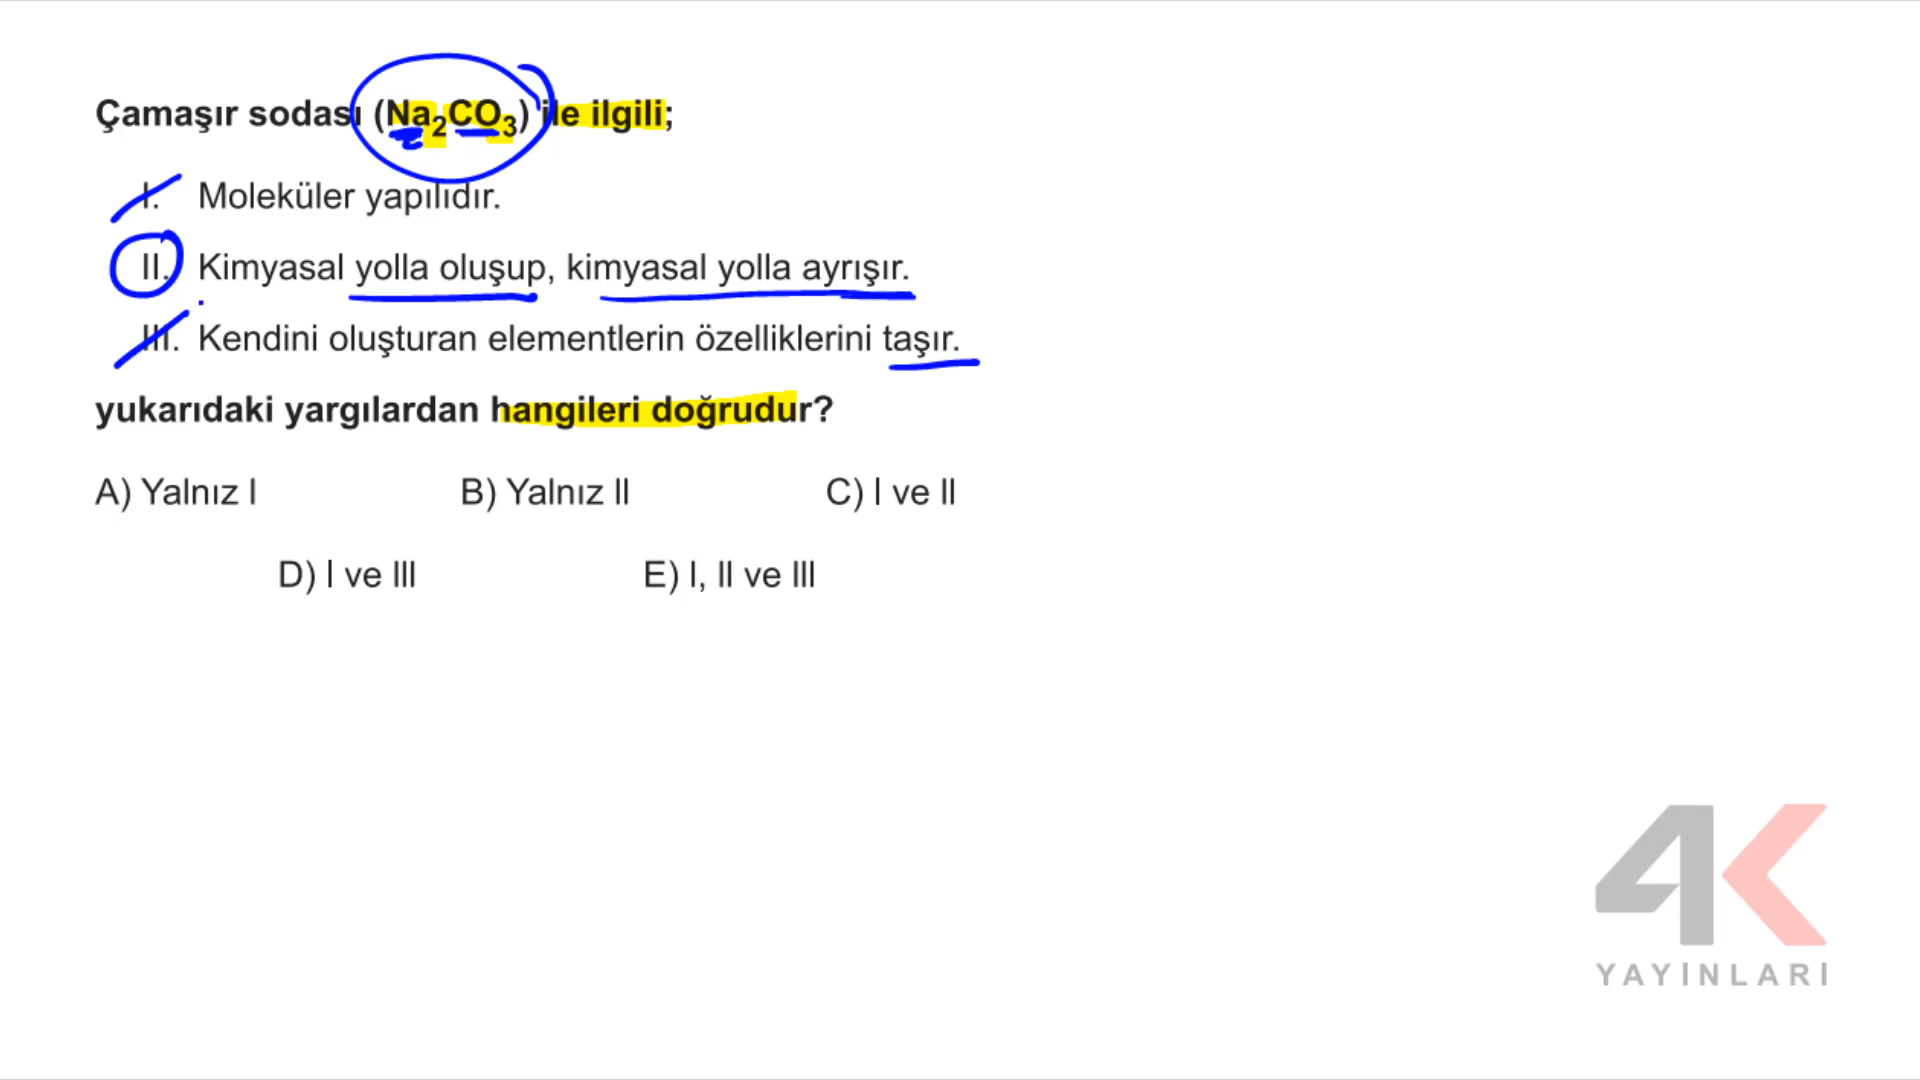 Çamaşır sodası (Na₂CO₃) ile ilgili;
I. Moleküler yapılıdır.
II. Kimyasal yolla oluşup, kimyasal yolla ayrışır.
III. Kendini oluşturan elementlerin özelliklerini taşır.
yukarıdaki yargılardan hangileri doğrudur?
A) Yalnız I B) Yalnız II C) I ve II
D) I ve III E) I, II ve III
4K
YAYINLARI